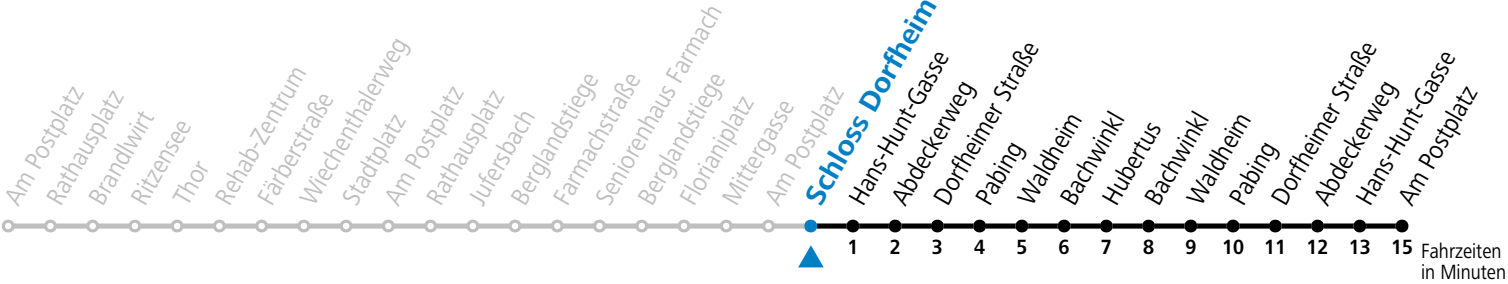 Am Postplatz
Rathausplatz
Brandlwirt
Ritzensee
Thor
Rehab-Zentrum
Färberstraße
Wiechenthalerweg
Stadtplatz
Am Postplatz
Rathausplatz
Jufersbach
Berglandstiege
Farmachstraße
Seniorenhaus Farmach
Berglandstiege
Florianiplatz
Mittergasse
Am Postplatz
Schloss Dorfheim
Hans-Hunt-Gasse
Abdeckerweg
Dorfheimer Straße
Pabing
Waldheim
Bachwinkl
Hubertus
Bachwinkl
Waldheim
Pabing
Dorfheimer Straße
Abdeckerweg
Hans-Hunt-Gasse
Am Postplatz
1 2 3 4 5 6 7 8 9 10 11 12 13 15 Fahrzeiten
in Minuten